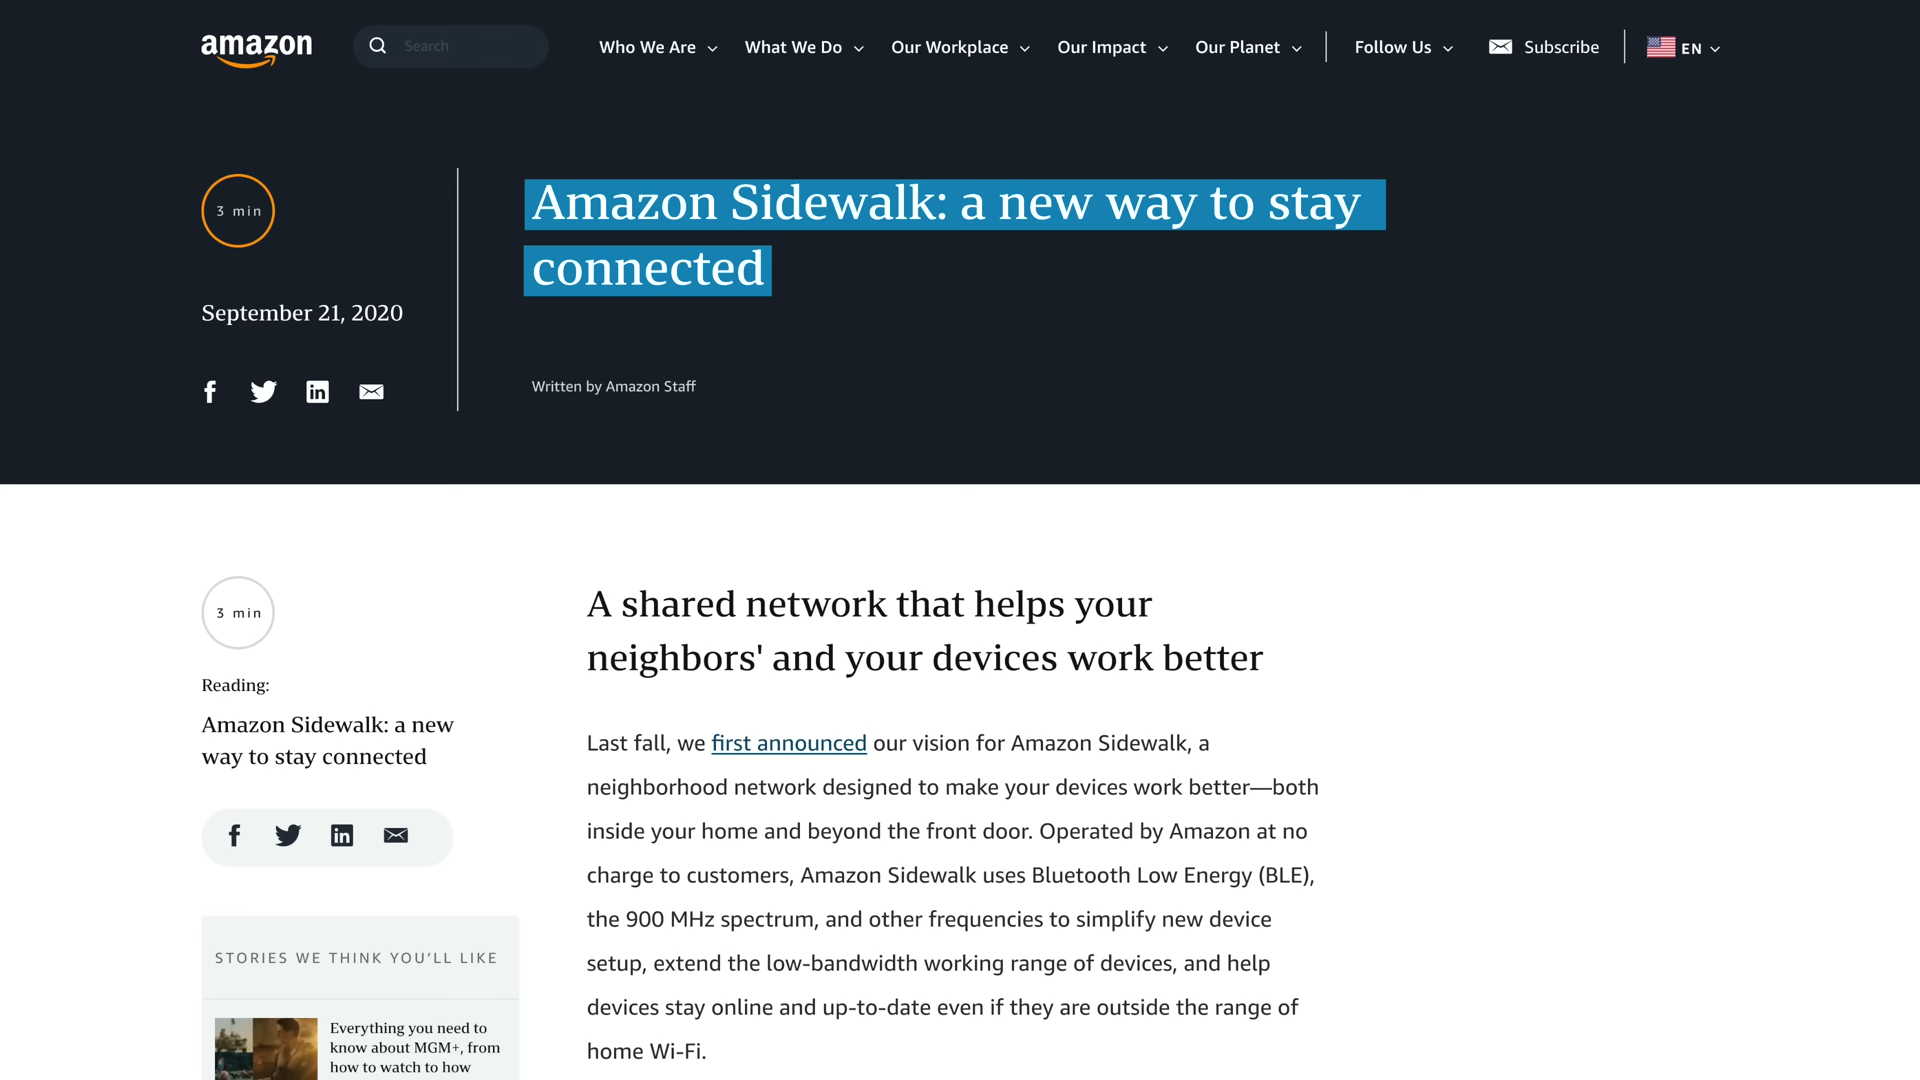 amazon
Search
Who We Are
What We Do
Our Workplace
Our Impact
Our Planet
Follow Us
Subscribe
EN
3 min
September 21, 2020
Amazon Sidewalk: a new way to stay
connected
Written by Amazon Staff
3 min
Reading:
Amazon Sidewalk: a new
way to stay connected
STORIES WE THINK YOU'LL LIKE
Everything you need to
know about MGM+, from
how to watch to how
A shared network that helps your
neighbors' and your devices work better
Last fall, we first announced our vision for Amazon Sidewalk, a
neighborhood network designed to make your devices work better—both
inside your home and beyond the front door. Operated by Amazon at no
charge to customers, Amazon Sidewalk uses Bluetooth Low Energy (BLE),
the 900 MHz spectrum, and other frequencies to simplify new device
setup, extend the low-bandwidth working range of devices, and help
devices stay online and up-to-date even if they are outside the range of
home Wi-Fi.